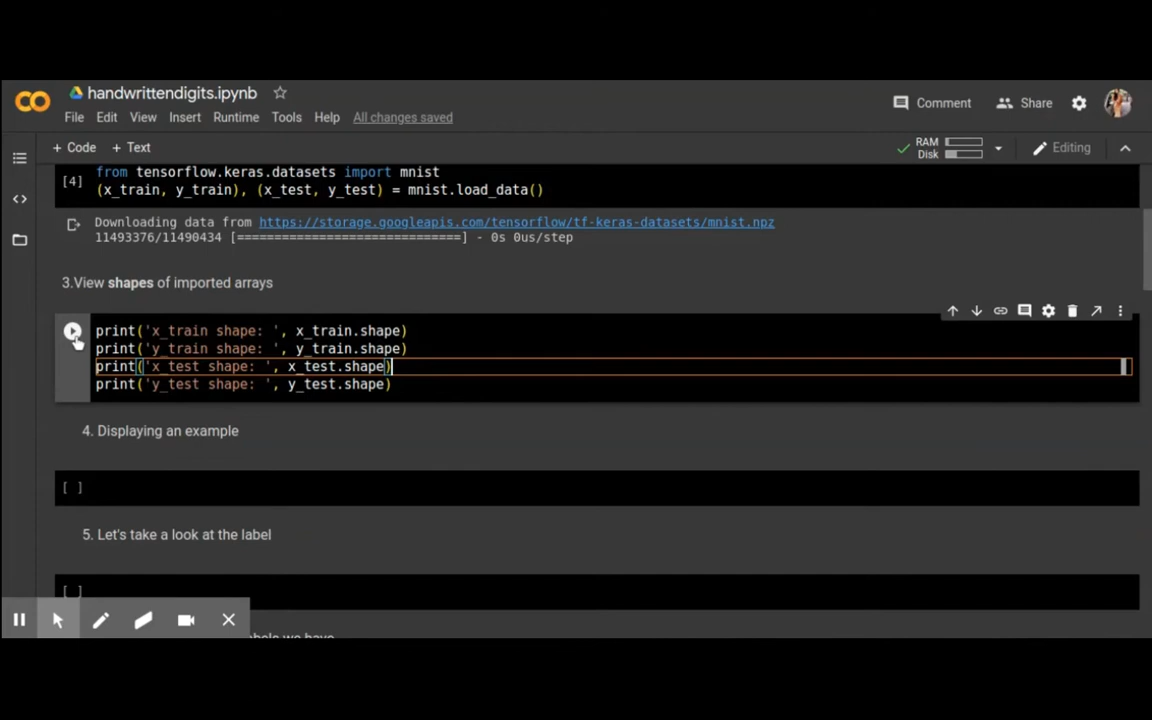 handwrittendigits.ipynb
Comment
Share
File Edit View Insert Runtime Tools Help All changes saved
+ Code + Text
RAM
Disk
Editing
[4]
from tensorflow.keras.datasets import mnist
(x_train, y_train), (x_test, y_test) = mnist.load_data()
Downloading data from https://storage.googleapis.com/tensorflow/tf-keras-datasets/mnist.npz
11493376/11490434 [==============================] - 0s 0us/step
3.View shapes of imported arrays
print('x_train shape: ', x_train.shape)
print('y_train shape: ', y_train.shape)
print('x_test shape: ', x_test.shape)
print('y_test shape: ', y_test.shape)
4. Displaying an example
[ ]
5. Let's take a look at the label
[ ]
we have